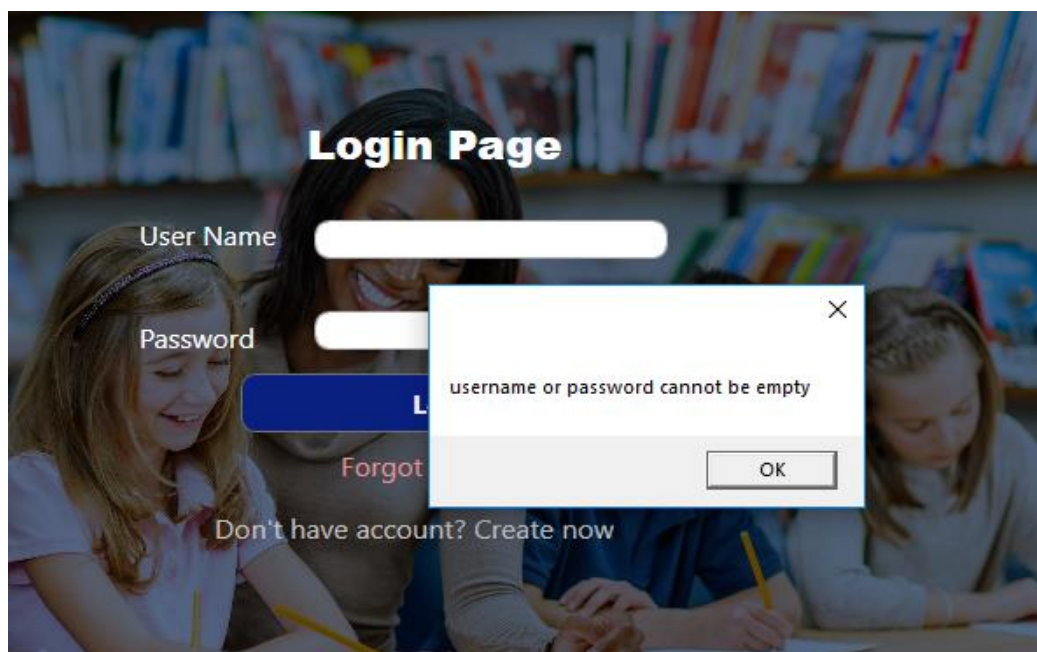 Login Page
User Name
Password
username or password cannot be empty
L
Forgot
OK
Don't have account? Create now